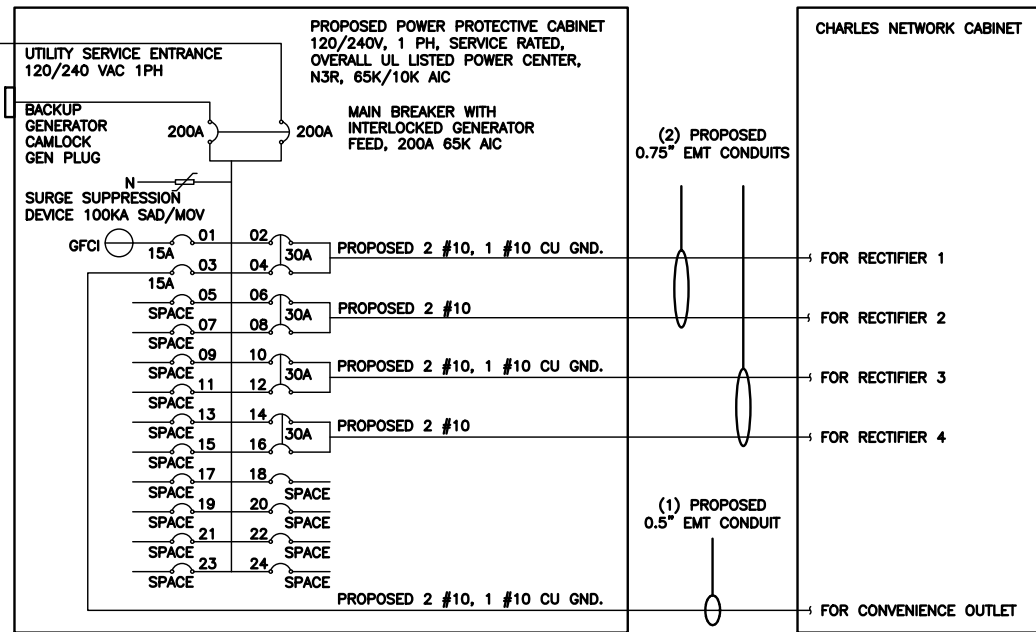 PROPOSED POWER PROTECTIVE CABINET
120/240V, 1 PH, SERVICE RATED,
OVERALL UL LISTED POWER CENTER,
N3R, 65K/10K AIC
CHARLES NETWORK CABINET
UTILITY SERVICE ENTRANCE
120/240 VAC 1PH
BACKUP
GENERATOR
CAMLOCK
GEN PLUG
200A
200A
MAIN BREAKER WITH
INTERLOCKED GENERATOR
FEED, 200A 65K AIC
(2) PROPOSED
0.75" EMT CONDUITS
N
SURGE SUPPRESSION
DEVICE 100KA SAD/MOV
GFCI
15A
01
02
30A
PROPOSED 2 #10, 1 #10 CU GND.
FOR RECTIFIER 1
15A
03
04
SPACE
05
06
30A
PROPOSED 2 #10
FOR RECTIFIER 2
SPACE
07
08
SPACE
09
10
30A
PROPOSED 2 #10, 1 #10 CU GND.
FOR RECTIFIER 3
SPACE
11
12
SPACE
13
14
30A
PROPOSED 2 #10
FOR RECTIFIER 4
SPACE
15
16
SPACE
17
18
SPACE
SPACE
19
20
SPACE
SPACE
21
22
SPACE
SPACE
23
24
SPACE
(1) PROPOSED
0.5" EMT CONDUIT
PROPOSED 2 #10, 1 #10 CU GND.
FOR CONVENIENCE OUTLET